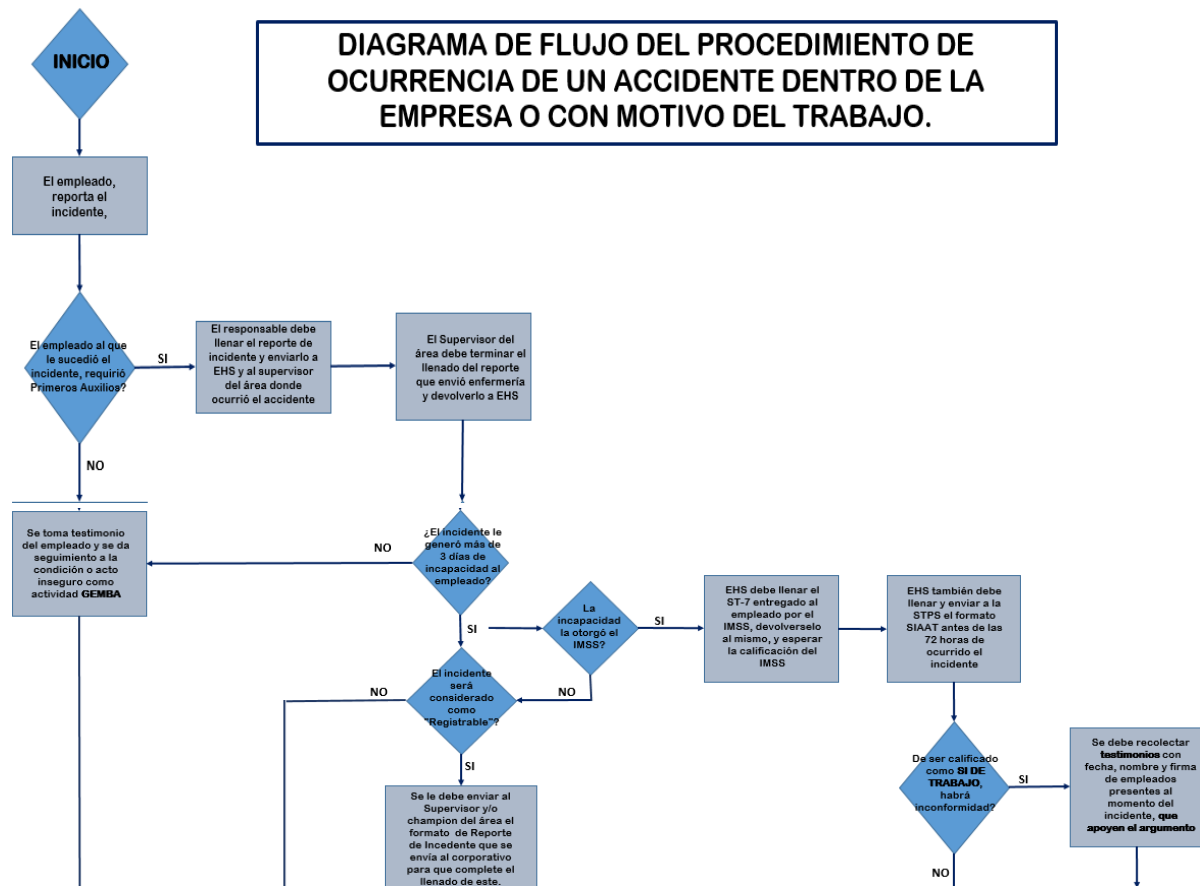 INICIO
DIAGRAMA DE FLUJO DEL PROCEDIMIENTO DE
OCURRENCIA DE UN ACCIDENTE DENTRO DE LA
EMPRESA O CON MOTIVO DEL TRABAJO.
El empleado,
reporta el
incidente,
El empleado al que
le sucedió el
incidente, requirió
Primeros Auxilios?
SI
El responsable debe
llenar el reporte de
incidente y enviarlo a
EHS y al supervisor
del área donde
ocurrió el accidente
El Supervisor del
área debe terminar el
llenado del reporte
que envió enfermería
y devolverlo a EHS
NO
Se toma testimonio
del empleado y se da
seguimiento a la
condición o acto
inseguro como
actividad GEMBA
NO
¿El incidente le
generó más de
3 días de
incapacidad al
empleado?
SI
La
incapacidad
la otorgó el
IMSS?
SI
EHS debe llenar el
ST-7 entregado al
empleado por el
IMSS, devolverselo
al mismo, y esperar
la calificación del
IMSS
EHS también debe
llenar y enviar a la
STPS el formato
SIAAT antes de las
72 horas de
ocurrido el
incidente
NO
El incidente
será
considerado
como
"Registrable"?
NO
SI
Se le debe enviar al
Supervisor y/o
champion del área el
formato de Reporte
de Incedente que se
envía al corporativo
para que complete el
llenado de este.
De ser calificado
como SI DE
TRABAJO,
habrá
inconformidad?
SI
Se debe recolectar
testimonios con
fecha, nombre y firma
de empleados
presentes al
momento del
incidente, que
apoyen el argumento
NO